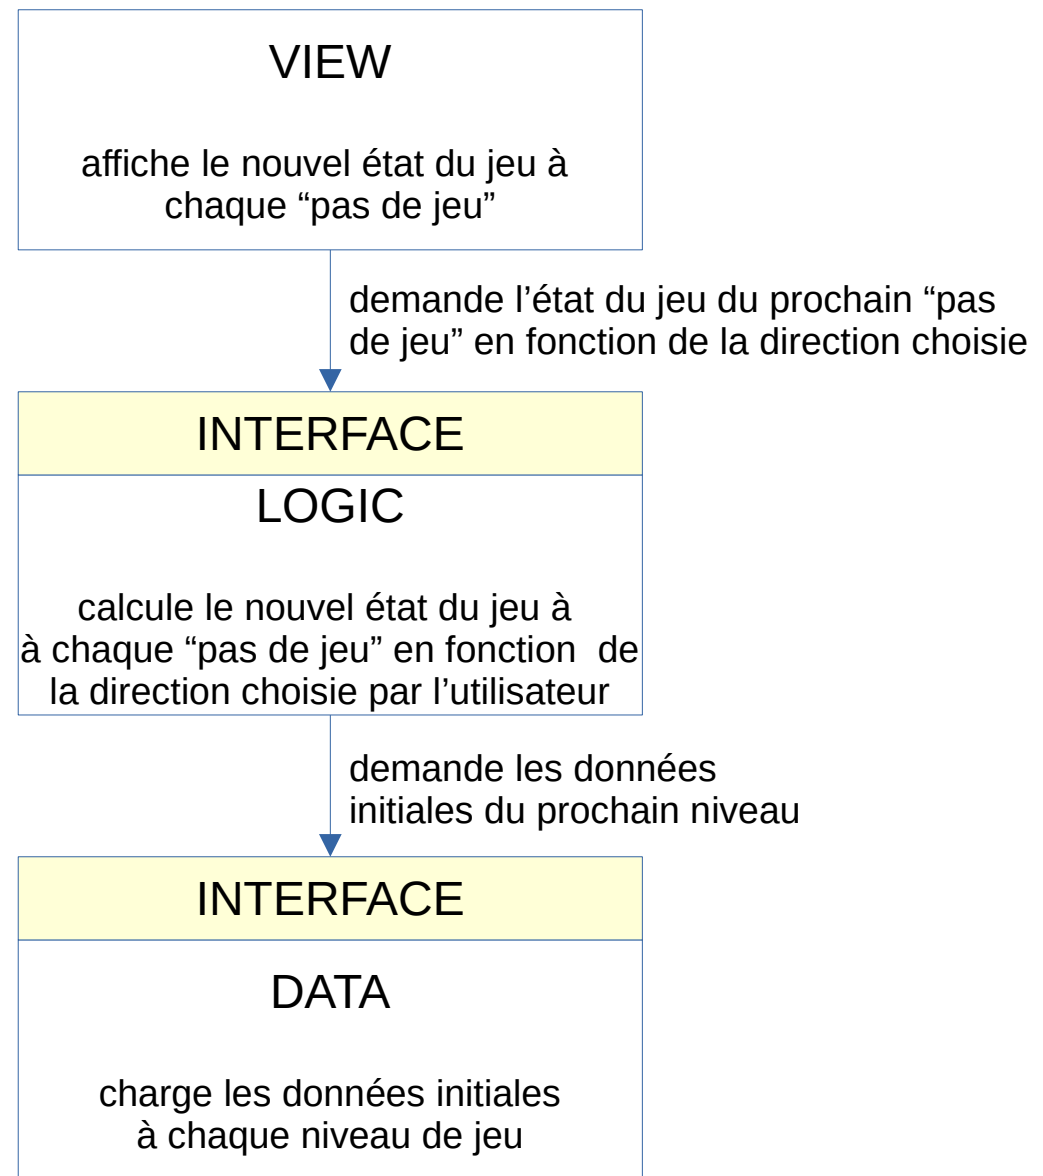 VIEW
affiche le nouvel état du jeu à
chaque “pas de jeu”
demande l’état du jeu du prochain “pas
de jeu” en fonction de la direction choisie
INTERFACE
LOGIC
calcule le nouvel état du jeu à
à chaque “pas de jeu” en fonction  de
la direction choisie par l’utilisateur
demande les données
initiales du prochain niveau
INTERFACE
DATA
charge les données initiales
à chaque niveau de jeu